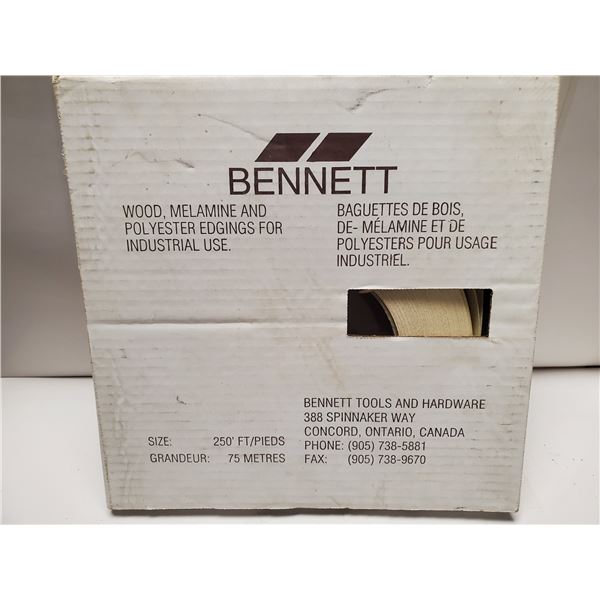 BENNETT
WOOD, MELAMINE AND
POLYESTER EDGINGS FOR
INDUSTRIAL USE.
BAGUETTES DE BOIS,
DE- MÉLAMINE ET DE
POLYESTERS POUR USAGE
INDUSTRIEL.
SIZE: 250' FT/PIEDS
GRANDEUR: 75 METRES
BENNETT TOOLS AND HARDWARE
388 SPINNAKER WAY
CONCORD, ONTARIO, CANADA
PHONE: (905) 738-5881
FAX: (905) 738-9670